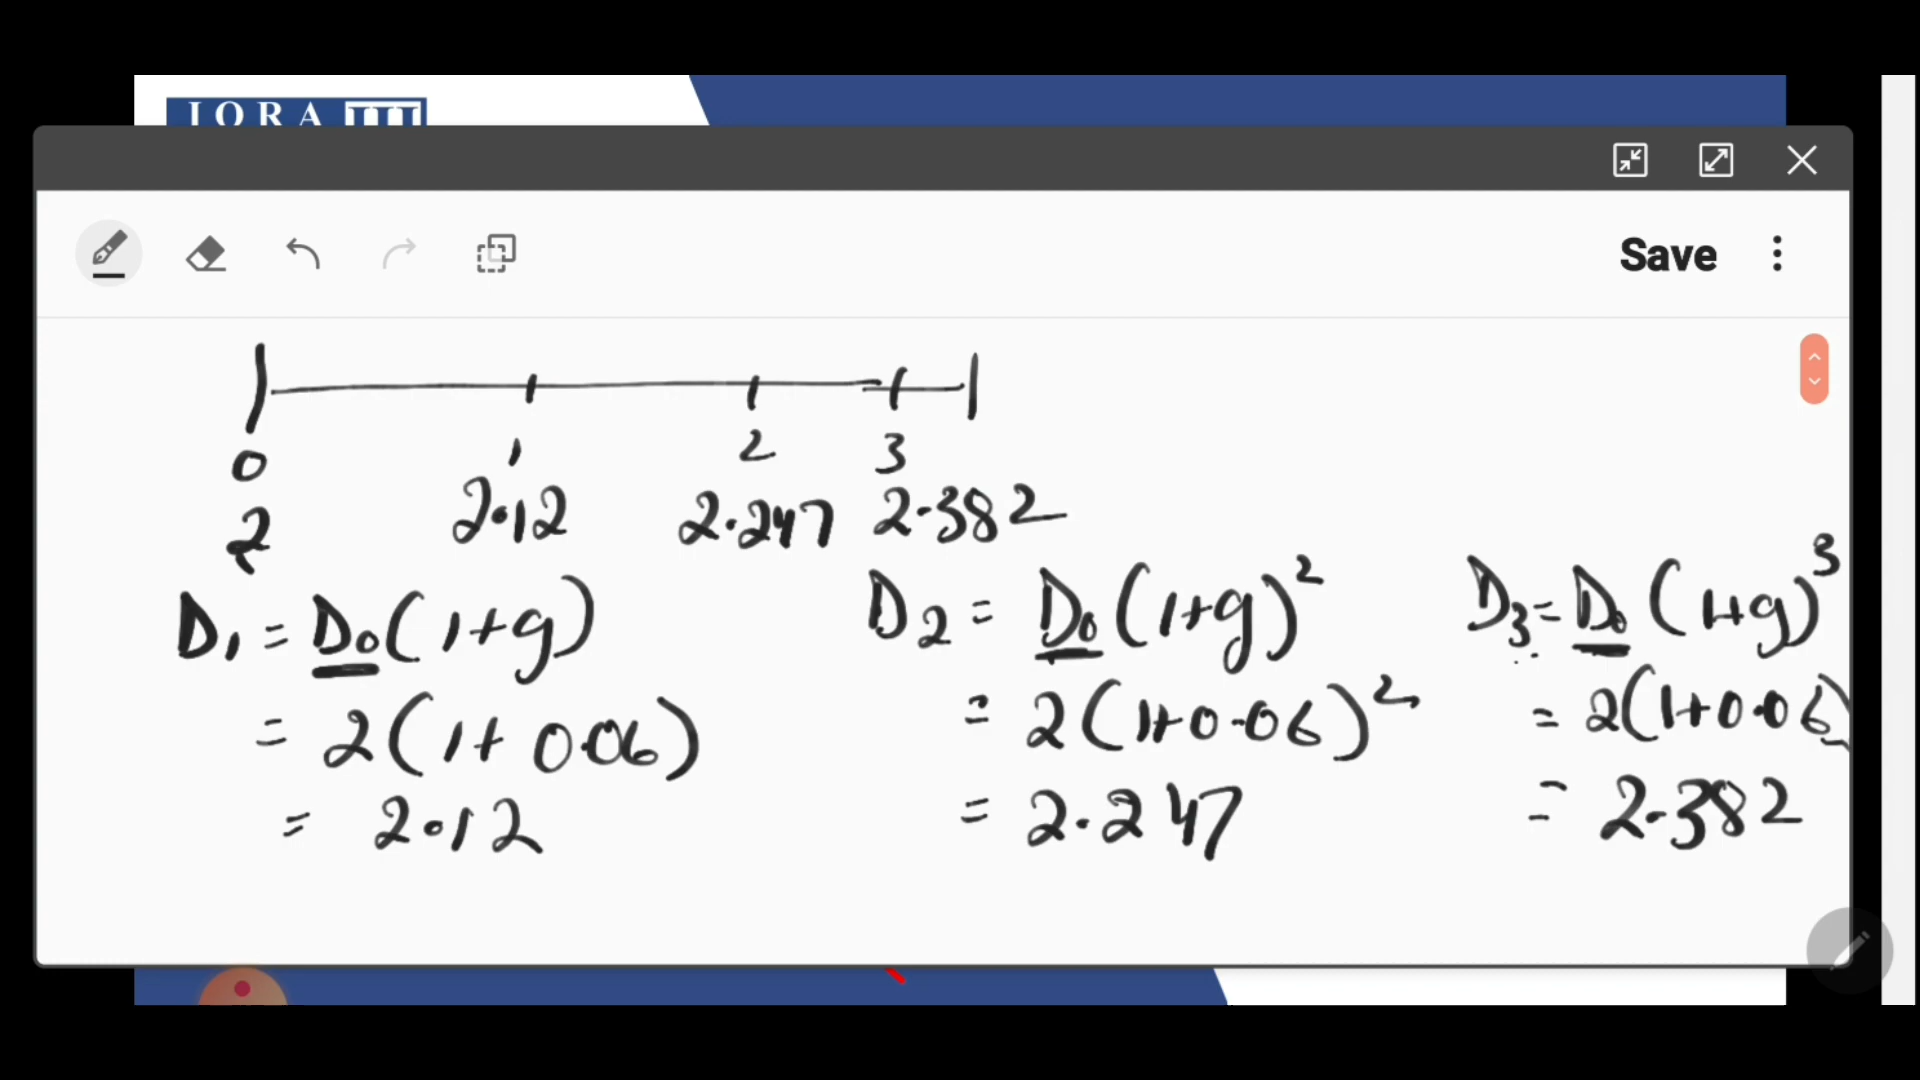 IQRA
Save
0 1 2 3
2 2.12 2.247 2.382
D₁ = D₀(1+g)
= 2(1+0.06)
= 2.12
D₂ = D₀(1+g)²
= 2(1+0.06)²
= 2.247
D₃ = D₀(1+g)³
= 2(1+0.06)
= 2.382